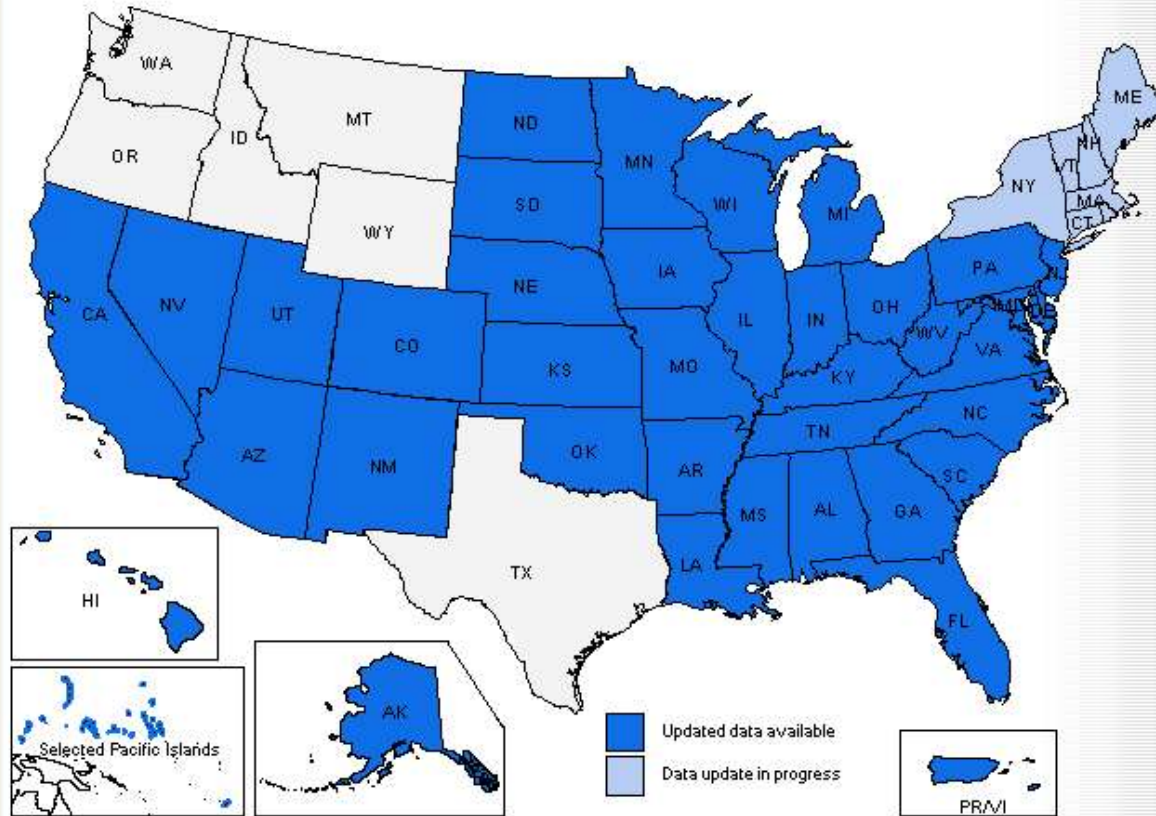 WA
MT
ME
ND
ID
OR
MN
NH
VT
NY
SD
WI
MA
MI
WY
CT
IA
PA
NE
NV
UT
OH
CA
IL
IN
CO
WV
VA
KS
MO
KY
NC
TN
OK
AZ
NM
AR
SC
MS
AL
GA
LA
TX
HI
FL
AK
Updated data available
Selected Pacific Islands
Data update in progress
PR/VI